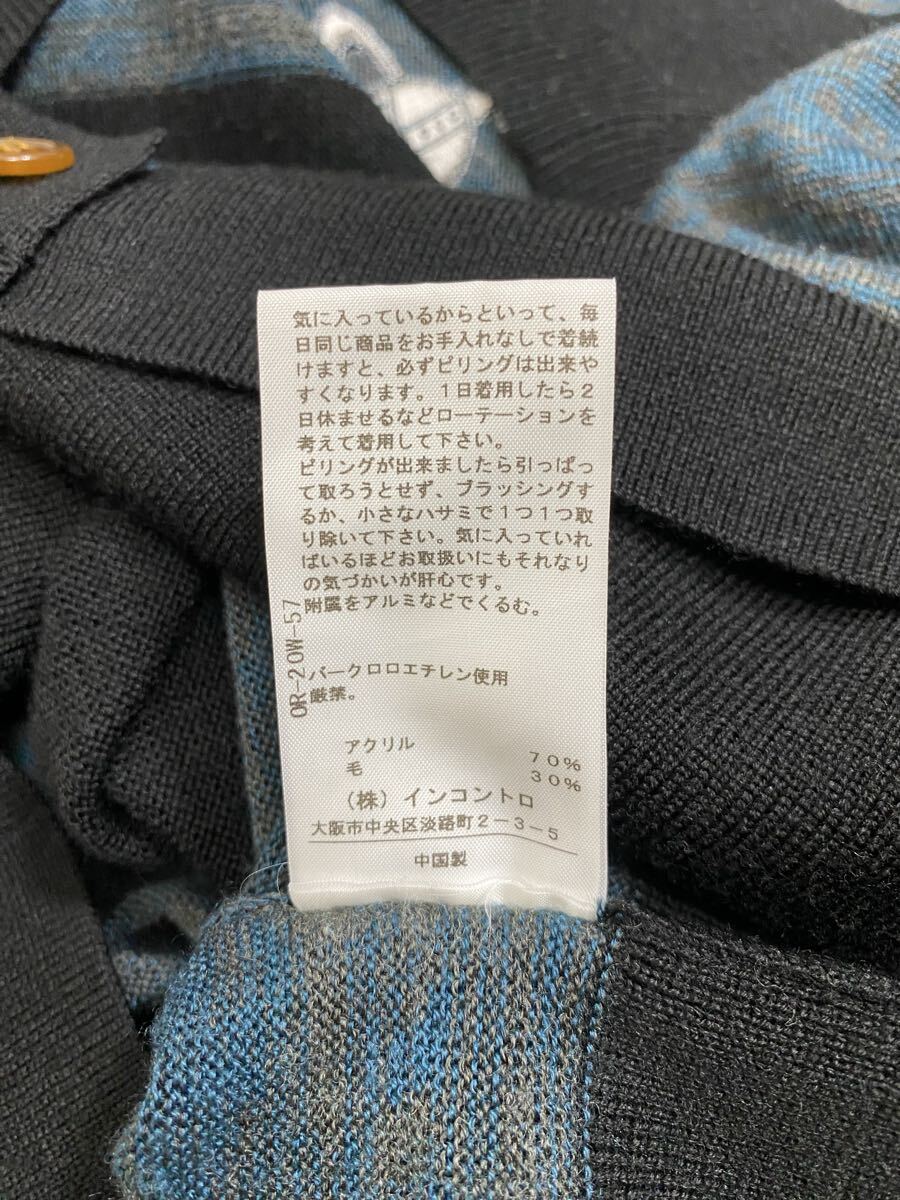 気に入っているからといって、毎
日同じ商品をお手入れなしで着続
けますと、必ずピリングは出来や
すくなります。1日着用したら2
日休ませるなどローテーションを
考えて着用して下さい。
ピリングが出来ましたら引っぱっ
て取ろうとせず、ブラッシングす
るか、小さなハサミで1つ1つ取
り除いて下さい。気に入っていれ
ばいるほどお取扱いにもそれなり
の気づかいが肝心です。
附属をアルミなどでくるむ。
パークロロエチレン使用
厳禁。
OR-20W-57
アクリル 70%
毛 30%
(株)インコントロ
大阪市中央区淡路町2-3-5
中国製